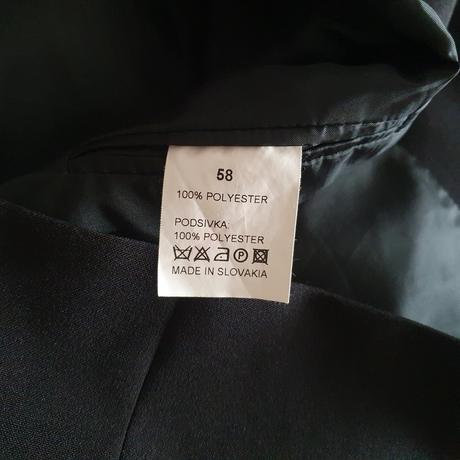 58
100% POLYESTER
PODSIVKA:
100% POLYESTER
P
MADE IN SLOVAKIA